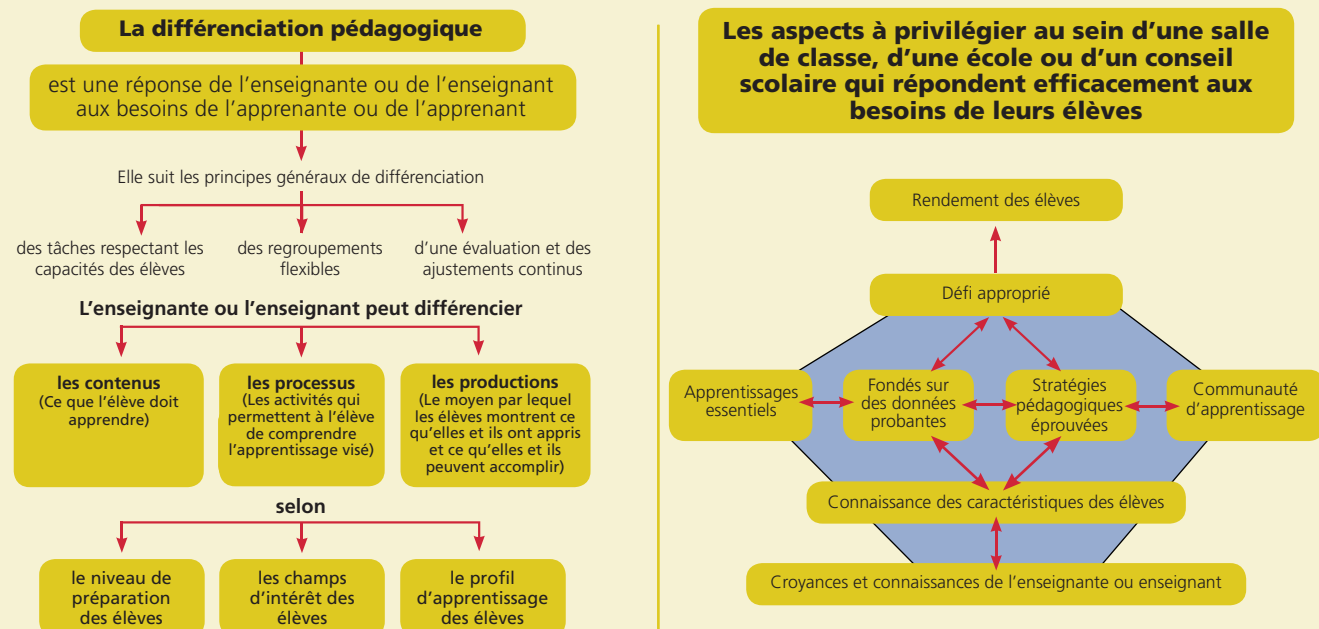 La différenciation pédagogique
est une réponse de l’enseignante ou de l’enseignant
aux besoins de l’apprenante ou de l’apprenant
Elle suit les principes généraux de différenciation
des tâches respectant les
capacités des élèves
des regroupements
flexibles
d’une évaluation et des
ajustements continus
L’enseignante ou l’enseignant peut différencier
les contenus
(Ce que l’élève doit
apprendre)
les processus
(Les activités qui
permettent à l’élève
de comprendre
l’apprentissage visé)
les productions
(Le moyen par lequel
les élèves montrent ce
qu’elles et ils ont appris
et ce qu’elles et ils
peuvent accomplir)
selon
le niveau de
préparation
des élèves
les champs
d’intérêt des
élèves
le profil
d’apprentissage
des élèves
Les aspects à privilégier au sein d’une salle
de classe, d’une école ou d’un conseil
scolaire qui répondent efficacement aux
besoins de leurs élèves
Rendement des élèves
Défi approprié
Apprentissages
essentiels
Fondés sur
des données
probantes
Stratégies
pédagogiques
éprouvées
Communauté
d’apprentissage
Connaissance des caractéristiques des élèves
Croyances et connaissances de l’enseignante ou enseignant